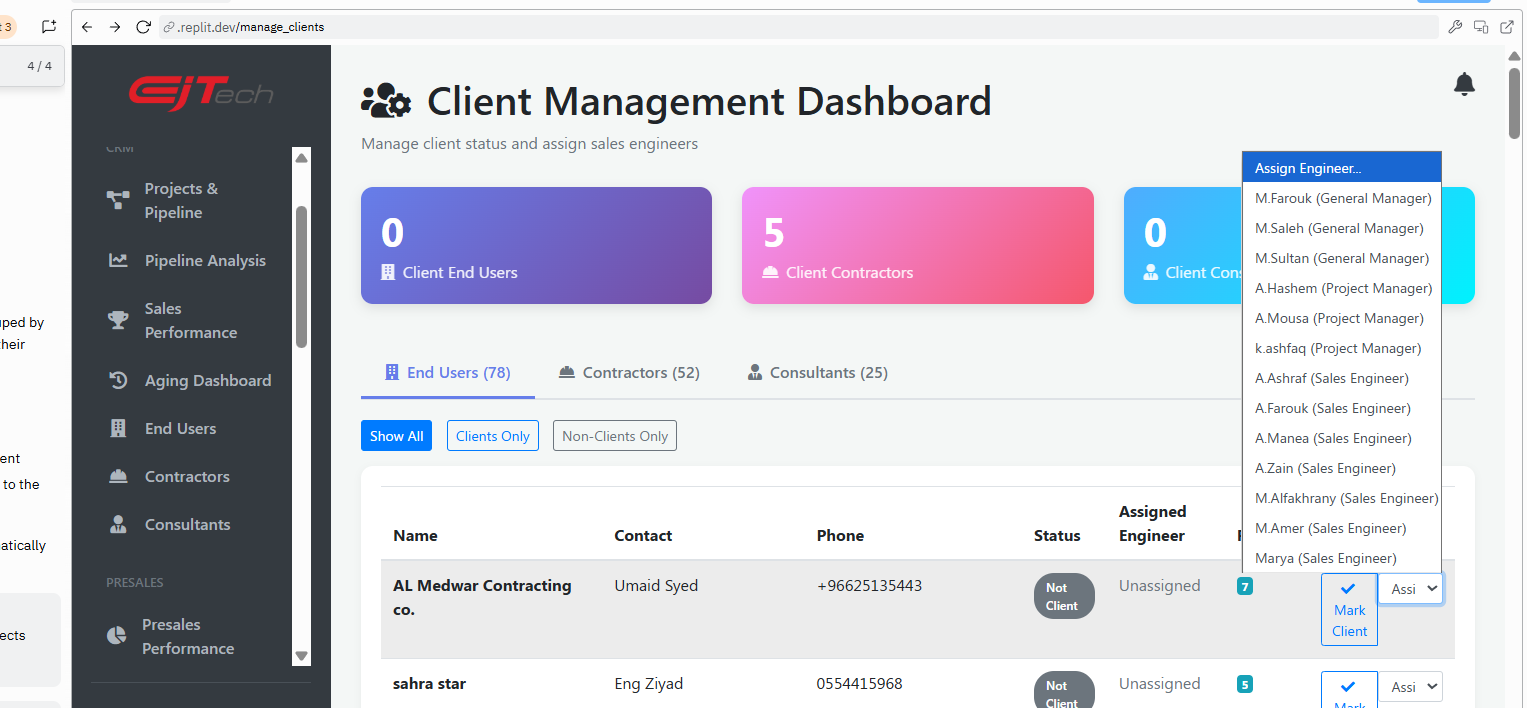 t 3
.replit.dev/manage_clients
4 / 4
EJTech
CRM
Projects &
Pipeline
Pipeline Analysis
Sales
Performance
Aging Dashboard
End Users
Contractors
Consultants
PRESALES
Presales
Performance
uped by
their
ent
to the
atically
ects
Client Management Dashboard
Manage client status and assign sales engineers
0
Client End Users
5
Client Contractors
0
Client Cons
End Users (78)
Contractors (52)
Consultants (25)
Show All
Clients Only
Non-Clients Only
Assign Engineer...
M.Farouk (General Manager)
M.Saleh (General Manager)
M.Sultan (General Manager)
A.Hashem (Project Manager)
A.Mousa (Project Manager)
k.ashfaq (Project Manager)
A.Ashraf (Sales Engineer)
A.Farouk (Sales Engineer)
A.Manea (Sales Engineer)
A.Zain (Sales Engineer)
M.Alfakhrany (Sales Engineer)
M.Amer (Sales Engineer)
Marya (Sales Engineer)
Name
Contact
Phone
Status
Assigned
Engineer
AL Medwar Contracting
co.
Umaid Syed
+96625135443
Not
Client
Unassigned
7
Mark
Client
Assi
sahra star
Eng Ziyad
0554415968
Not
Client
Unassigned
5
Mark
Assi